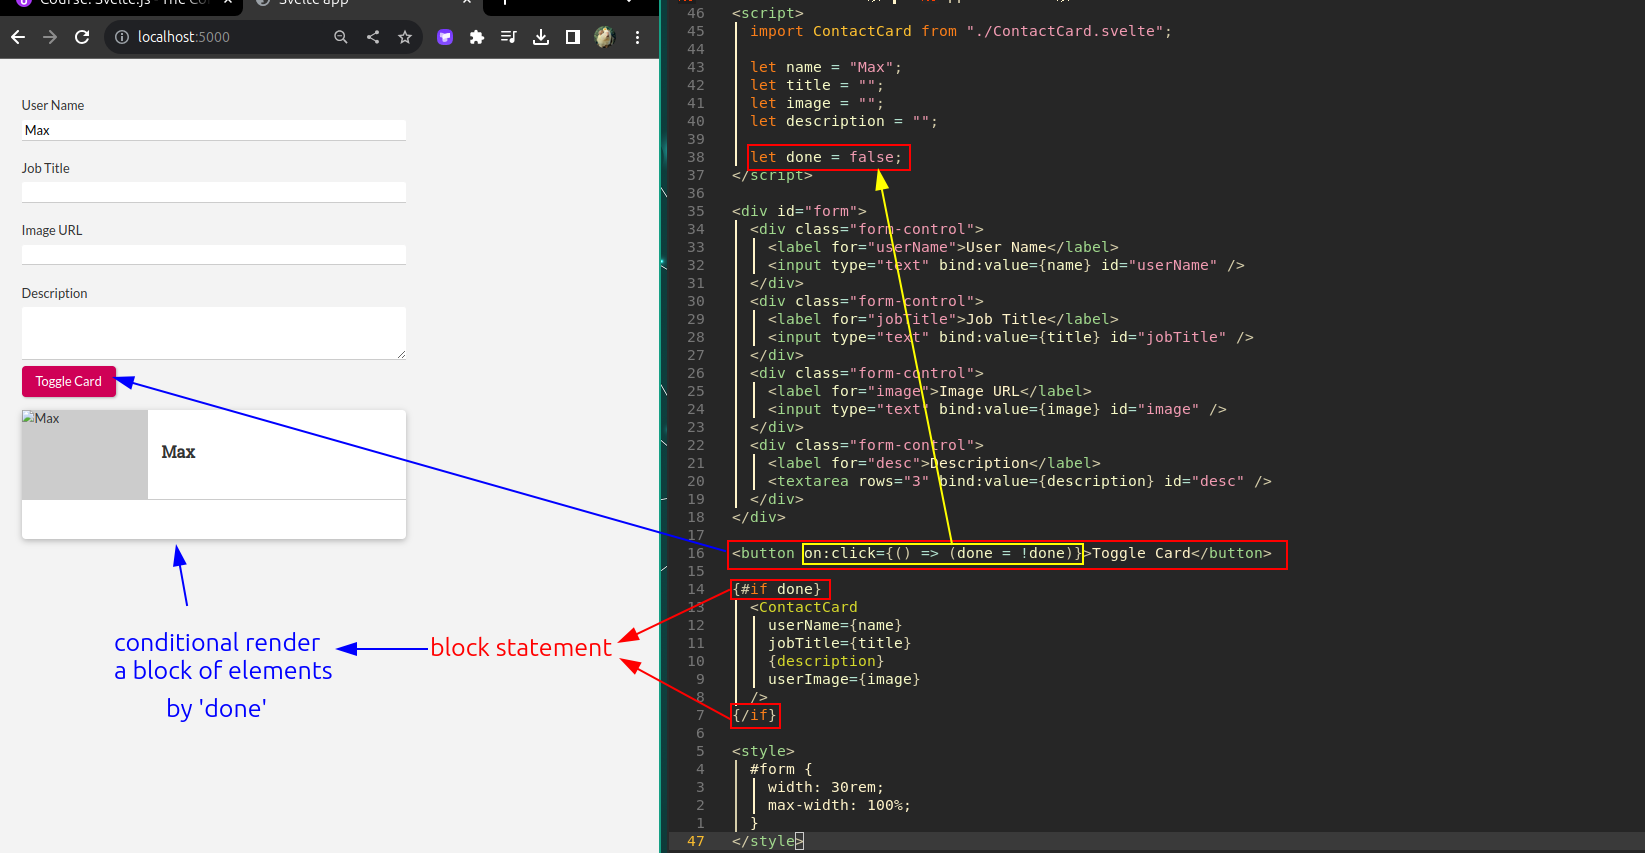 Course: Svelte.js - The Co
Svelte app
localhost:5000
User Name
Max
Job Title
Image URL
Description
Toggle Card
Max
Max
conditional render
a block of elements
by 'done'
block statement
46 <script>
45 import ContactCard from "./ContactCard.svelte";
44
43 let name = "Max";
42 let title = "";
41 let image = "";
40 let description = "";
39
38 let done = false;
37 </script>
36
35 <div id="form">
34 <div class="form-control">
33 <label for="userName">User Name</label>
32 <input type="text" bind:value={name} id="userName" />
31 </div>
30 <div class="form-control">
29 <label for="jobTitle">Job Title</label>
28 <input type="text" bind:value={title} id="jobTitle" />
27 </div>
26 <div class="form-control">
25 <label for="image">Image URL</label>
24 <input type="text" bind:value={image} id="image" />
23 </div>
22 <div class="form-control">
21 <label for="desc">Description</label>
20 <textarea rows="3" bind:value={description} id="desc" />
19 </div>
18 </div>
17
16 <button on:click={() => (done = !done)}>Toggle Card</button>
15
14 {#if done}
13 <ContactCard
12 userName={name}
11 jobTitle={title}
10 {description}
9 userImage={image}
8 />
7 {/if}
6
5 <style>
4 #form {
3 width: 30rem;
2 max-width: 100%;
1 }
47 </style>